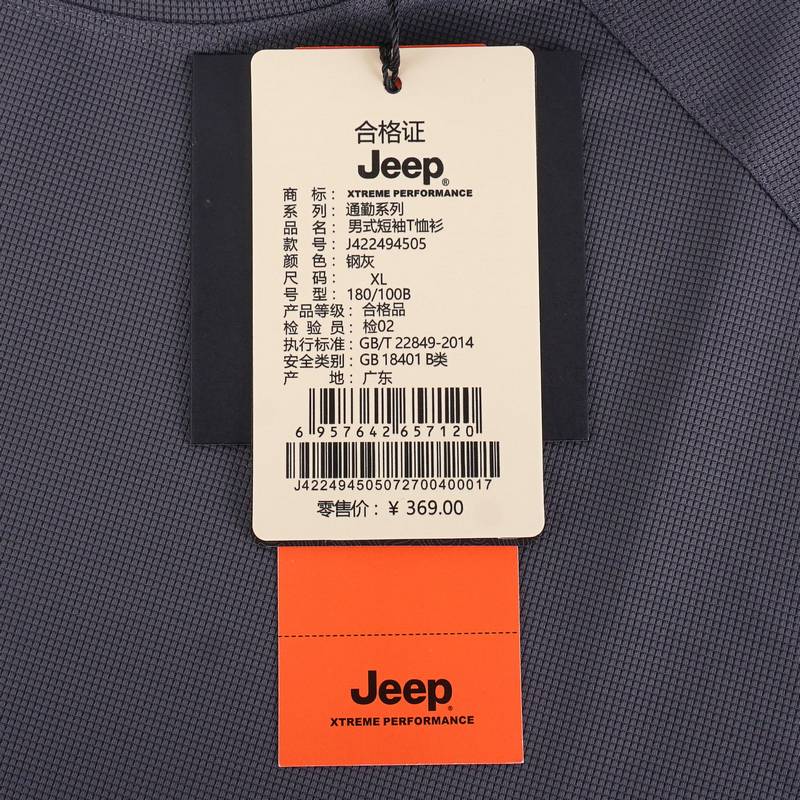 合格证
Jeep®
商 标：XTREME PERFORMANCE
系 列：通勤系列
品 名：男式短袖T恤衫
款 号：J422494505
颜 色：钢灰
尺 码：XL
号 型：180/100B
产品等级：合格品
检 验 员：检02
执行标准：GB/T 22849-2014
安全类别：GB 18401 B类
产 地：广东
6 957642 657120
J422494505072700400017
零售价：¥ 369.00
Jeep®
XTREME PERFORMANCE